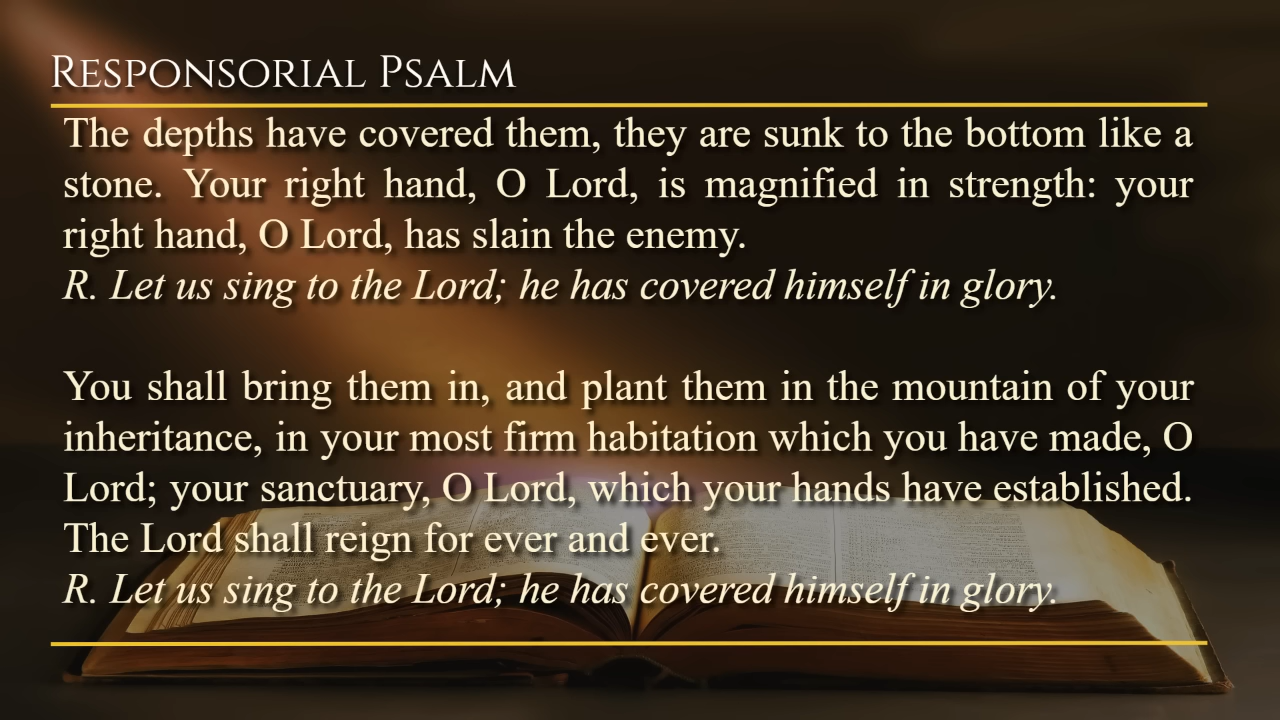 Responsorial Psalm
The depths have covered them, they are sunk to the bottom like a
stone. Your right hand, O Lord, is magnified in strength: your
right hand, O Lord, has slain the enemy.
R. Let us sing to the Lord; he has covered himself in glory.
You shall bring them in, and plant them in the mountain of your
inheritance, in your most firm habitation which you have made, O
Lord; your sanctuary, O Lord, which your hands have established.
The Lord shall reign for ever and ever.
R. Let us sing to the Lord; he has covered himself in glory.